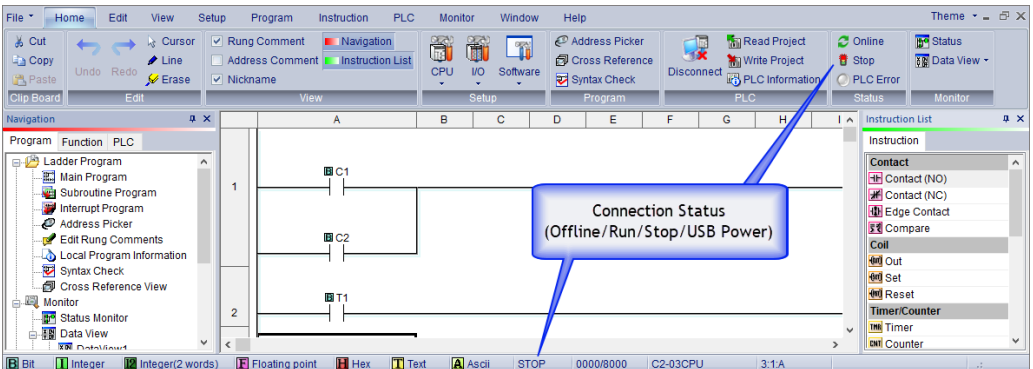 File Home Edit View Setup Program Instruction PLC Monitor Window Help Theme
Cut Cursor Rung Comment Navigation Address Picker Read Project Online Status
Copy Line Address Comment Instruction List Cross Reference Write Project Stop Data View
Paste Undo Redo Erase Nickname CPU I/O Software Syntax Check Disconnect PLC Information PLC Error
Clip Board Edit View Setup Program PLC Status Monitor
Navigation A B C D E F G H I Instruction List
Program Function PLC Instruction
Ladder Program
Main Program
Subroutine Program
Interrupt Program
Address Picker
Edit Rung Comments
Local Program Information
Syntax Check
Cross Reference View
Monitor
Status Monitor
Data View
DataView1
1
B C1
B C2
2
B T1
Connection Status
(Offline/Run/Stop/USB Power)
Contact
Contact (NO)
Contact (NC)
Edge Contact
Compare
Coil
Out
Set
Reset
Timer/Counter
TMR Timer
CNT Counter
B Bit I Integer I2 Integer(2 words) F Floating point H Hex T Text A Ascii STOP 0000/8000 C2-03CPU 3:1:A